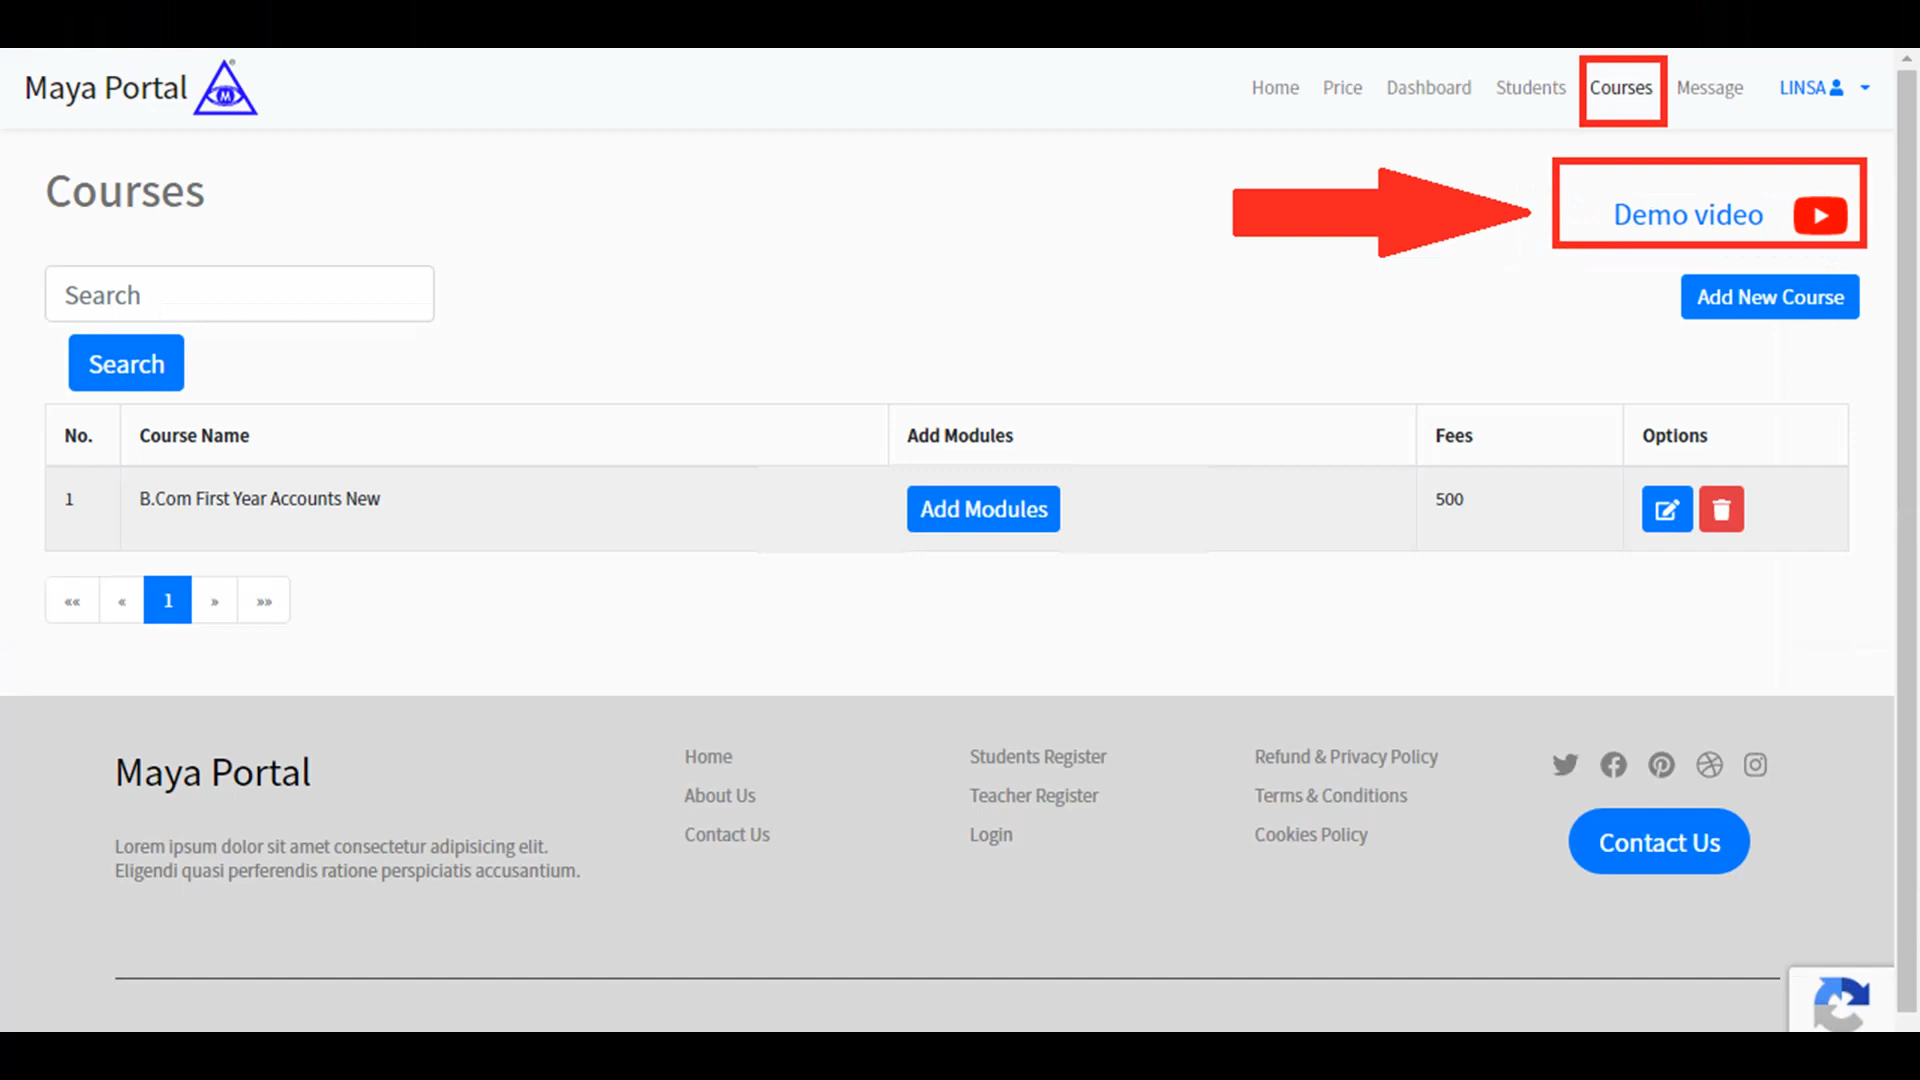 Maya Portal
M
Home Price Dashboard Students Courses Message LINSA
Courses
Demo video
Search
Add New Course
Search
No. Course Name Add Modules Fees Options
1 B.Com First Year Accounts New Add Modules 500
«« « 1 » »»
Maya Portal
Lorem ipsum dolor sit amet consectetur adipisicing elit.
Eligendi quasi perferendis ratione perspiciatis accusantium.
Home
About Us
Contact Us
Students Register
Teacher Register
Login
Refund & Privacy Policy
Terms & Conditions
Cookies Policy
Contact Us